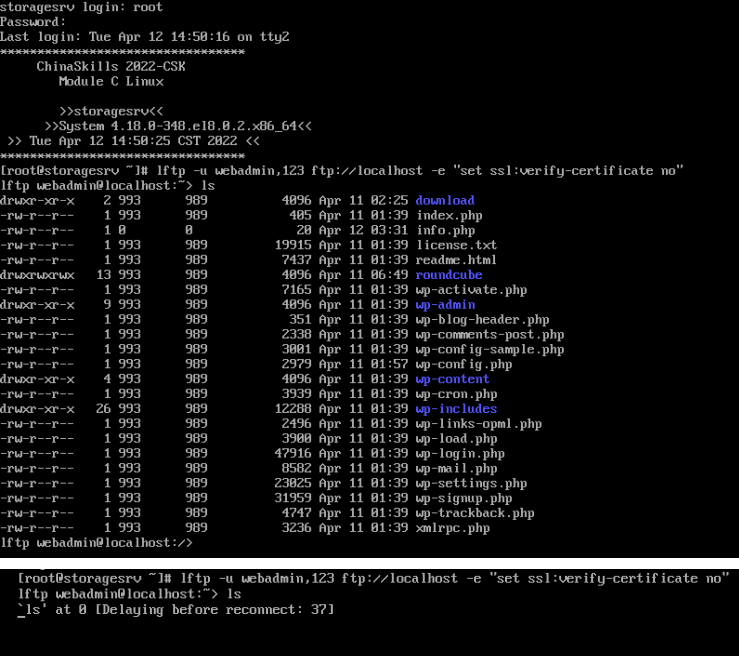 storagesrv login: root
Password:
Last login: Tue Apr 12 14:50:16 on tty2
*********************************
ChinaSkills 2022-CSK
Module C Linux
>>storagesrv<<
>>System 4.18.0-348.el8.0.2.x86_64<<
>> Tue Apr 12 14:50:25 CST 2022 <<
*********************************
[root@storagesrv ~]# lftp -u webadmin,123 ftp://localhost -e "set ssl:verify-certificate no"
lftp webadmin@localhost:~> ls
drwxr-xr-x 2 993 989 4096 Apr 11 02:25 download
-rw-r--r-- 1 993 989 405 Apr 11 01:39 index.php
-rw-r--r-- 1 0 0 20 Apr 12 03:31 info.php
-rw-r--r-- 1 993 989 19915 Apr 11 01:39 license.txt
-rw-r--r-- 1 993 989 7437 Apr 11 01:39 readme.html
drwxrwxrwx 13 993 989 4096 Apr 11 06:49 roundcube
-rw-r--r-- 1 993 989 7165 Apr 11 01:39 wp-activate.php
drwxr-xr-x 9 993 989 4096 Apr 11 01:39 wp-admin
-rw-r--r-- 1 993 989 351 Apr 11 01:39 wp-blog-header.php
-rw-r--r-- 1 993 989 2338 Apr 11 01:39 wp-comments-post.php
-rw-r--r-- 1 993 989 3001 Apr 11 01:39 wp-config-sample.php
-rw-r--r-- 1 993 989 2979 Apr 11 01:57 wp-config.php
drwxr-xr-x 4 993 989 4096 Apr 11 01:39 wp-content
-rw-r--r-- 1 993 989 3939 Apr 11 01:39 wp-cron.php
drwxr-xr-x 26 993 989 12288 Apr 11 01:39 wp-includes
-rw-r--r-- 1 993 989 2496 Apr 11 01:39 wp-links-opml.php
-rw-r--r-- 1 993 989 3900 Apr 11 01:39 wp-load.php
-rw-r--r-- 1 993 989 47916 Apr 11 01:39 wp-login.php
-rw-r--r-- 1 993 989 8582 Apr 11 01:39 wp-mail.php
-rw-r--r-- 1 993 989 23025 Apr 11 01:39 wp-settings.php
-rw-r--r-- 1 993 989 31959 Apr 11 01:39 wp-signup.php
-rw-r--r-- 1 993 989 4747 Apr 11 01:39 wp-trackback.php
-rw-r--r-- 1 993 989 3236 Apr 11 01:39 xmlrpc.php
lftp webadmin@localhost:/>
[root@storagesrv ~]# lftp -u webadmin,123 ftp://localhost -e "set ssl:verify-certificate no"
lftp webadmin@localhost:~> ls
`ls' at 0 [Delaying before reconnect: 37]